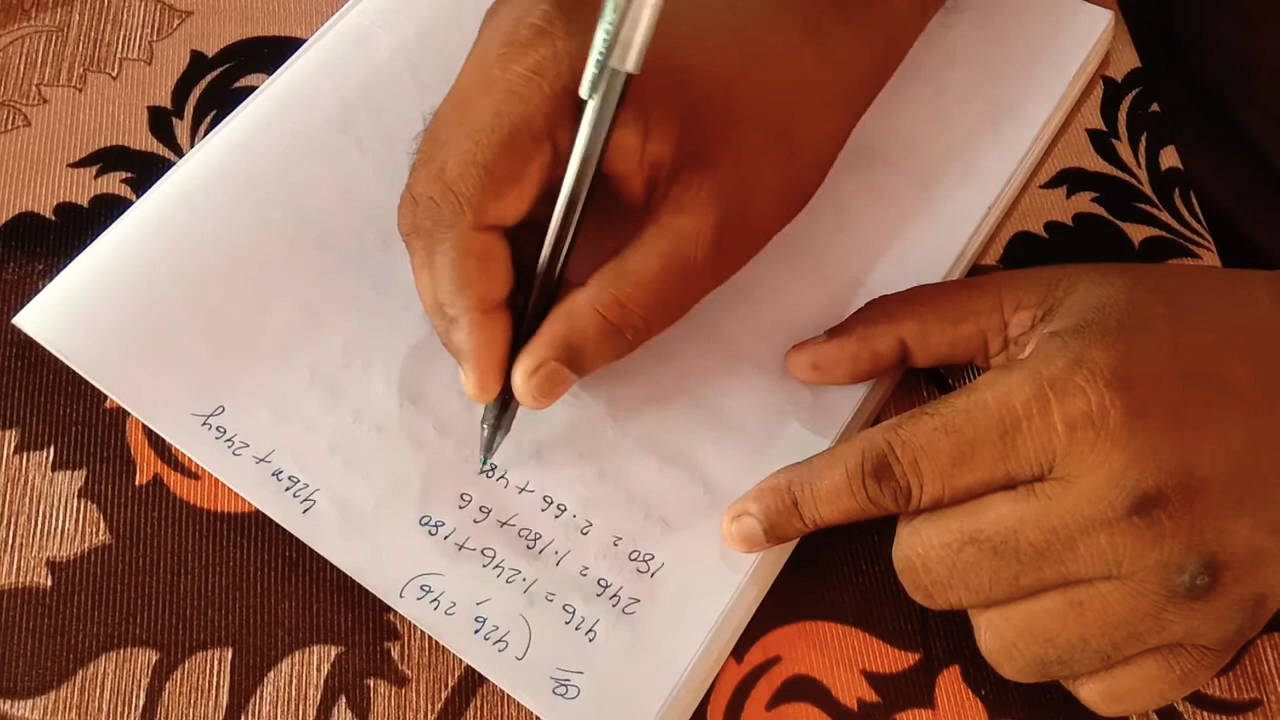 Q
(426, 246)
426 = 1.246 + 180
246 = 1.180 + 66
180 = 2.66 + 48
426x + 246y